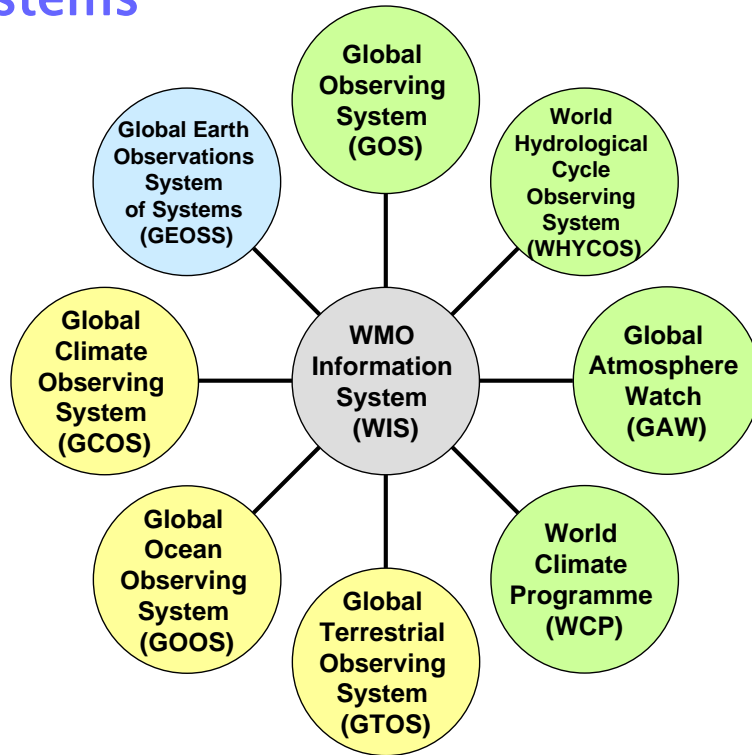 stems
Global
Observing
System
(GOS)
Global Earth
Observations
System
of Systems
(GEOSS)
World
Hydrological
Cycle
Observing
System
(WHYCOS)
Global
Climate
Observing
System
(GCOS)
WMO
Information
System
(WIS)
Global
Atmosphere
Watch
(GAW)
Global
Ocean
Observing
System
(GOOS)
Global
Terrestrial
Observing
System
(GTOS)
World
Climate
Programme
(WCP)